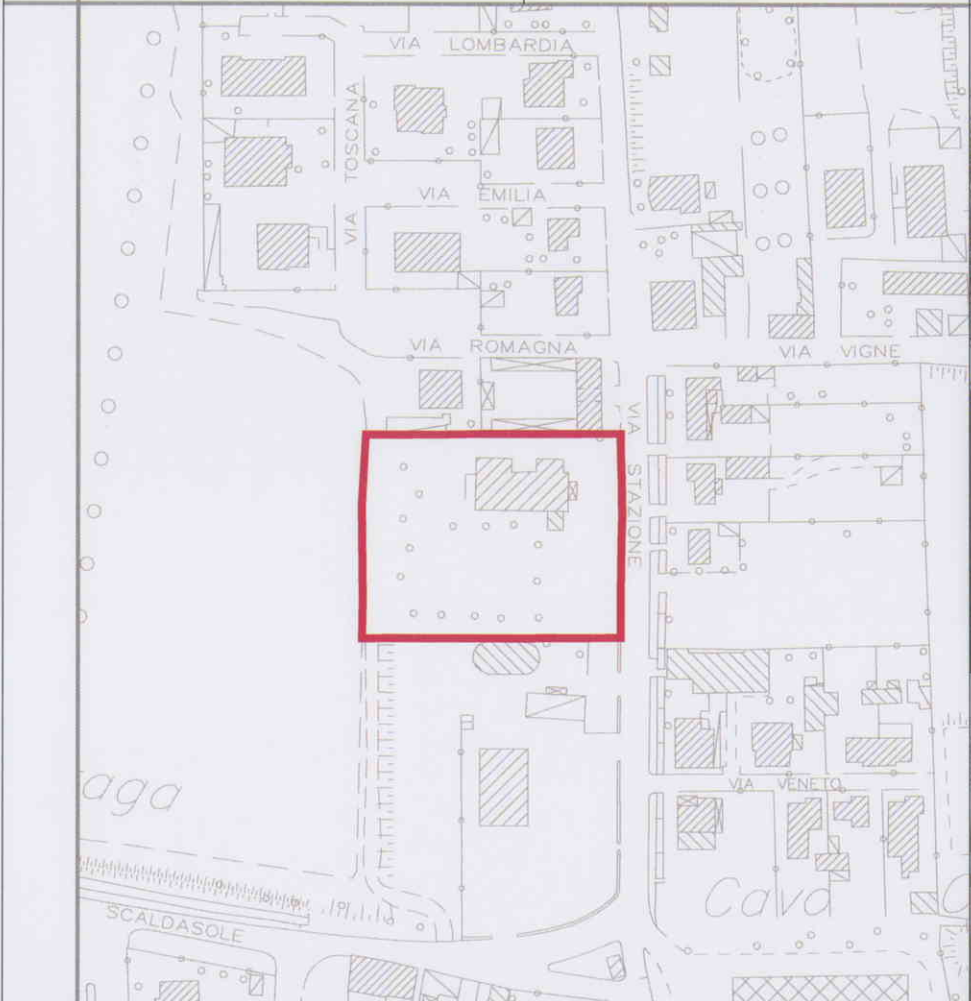 VIA LOMBARDIA
VIA TOSCANA
VIA EMILIA
VIA ROMAGNA
VIA VIGNE
VIA STAZIONE
VIA VENETO
aga
Cava
SCALDASOLE